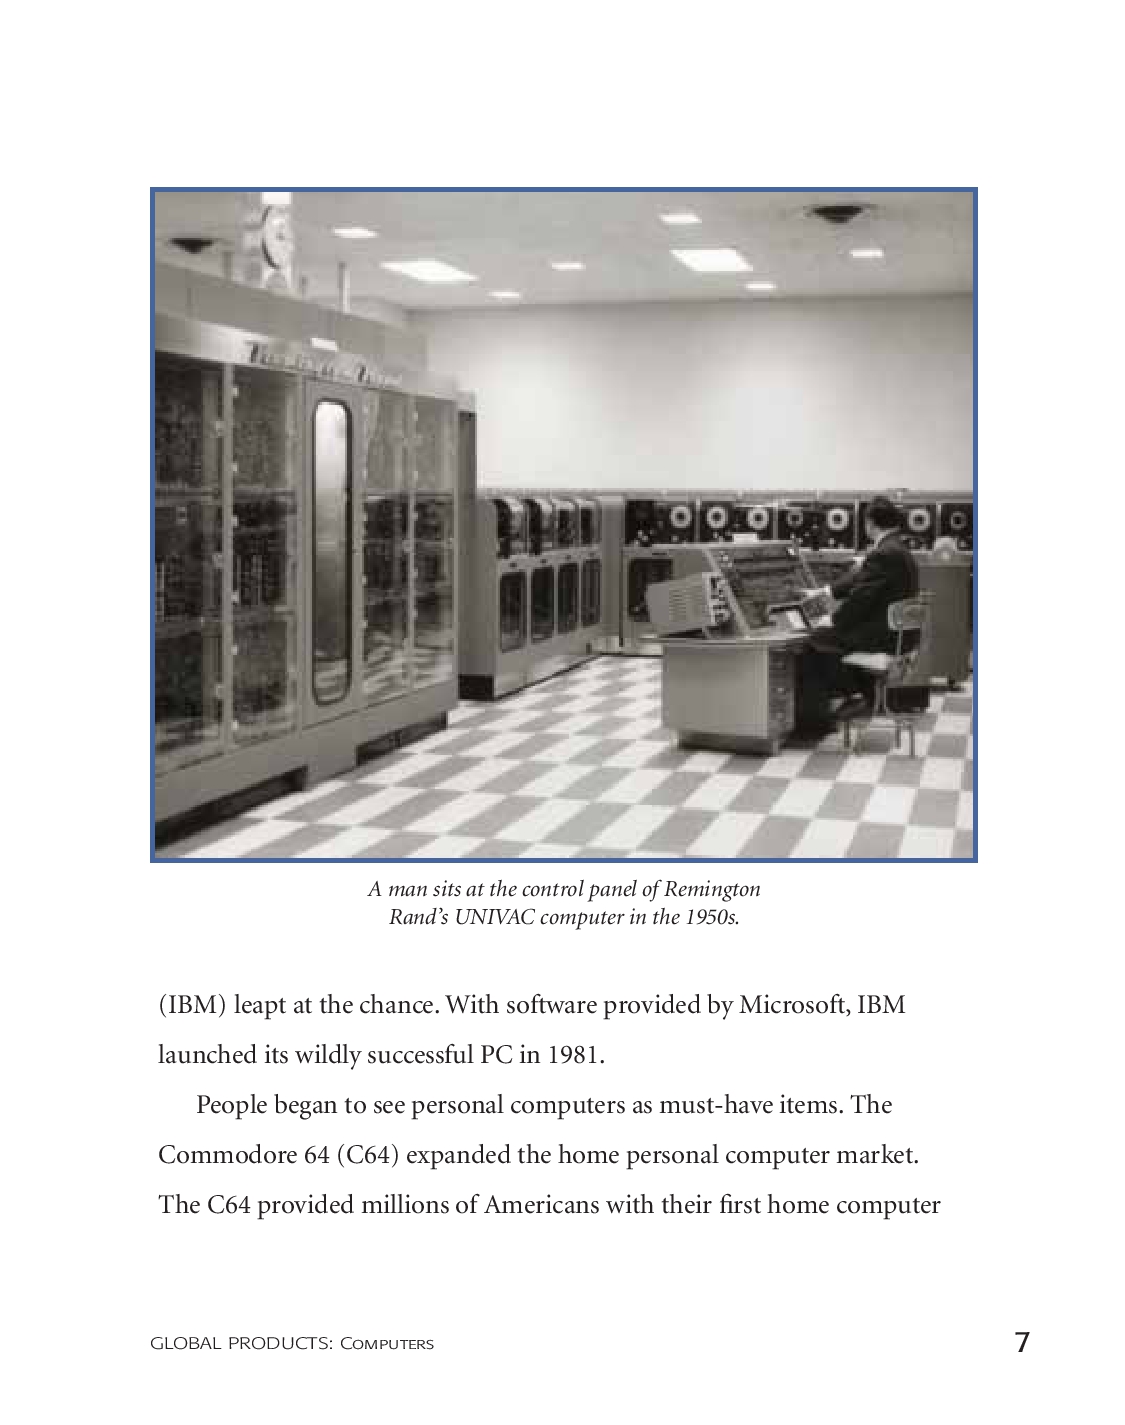 Remington Rand
A man sits at the control panel of Remington
Rand’s UNIVAC computer in the 1950s.
(IBM) leapt at the chance. With software provided by Microsoft, IBM
launched its wildly successful PC in 1981.
People began to see personal computers as must-have items. The
Commodore 64 (C64) expanded the home personal computer market.
The C64 provided millions of Americans with their first home computer
GLOBAL PRODUCTS: Computers
7